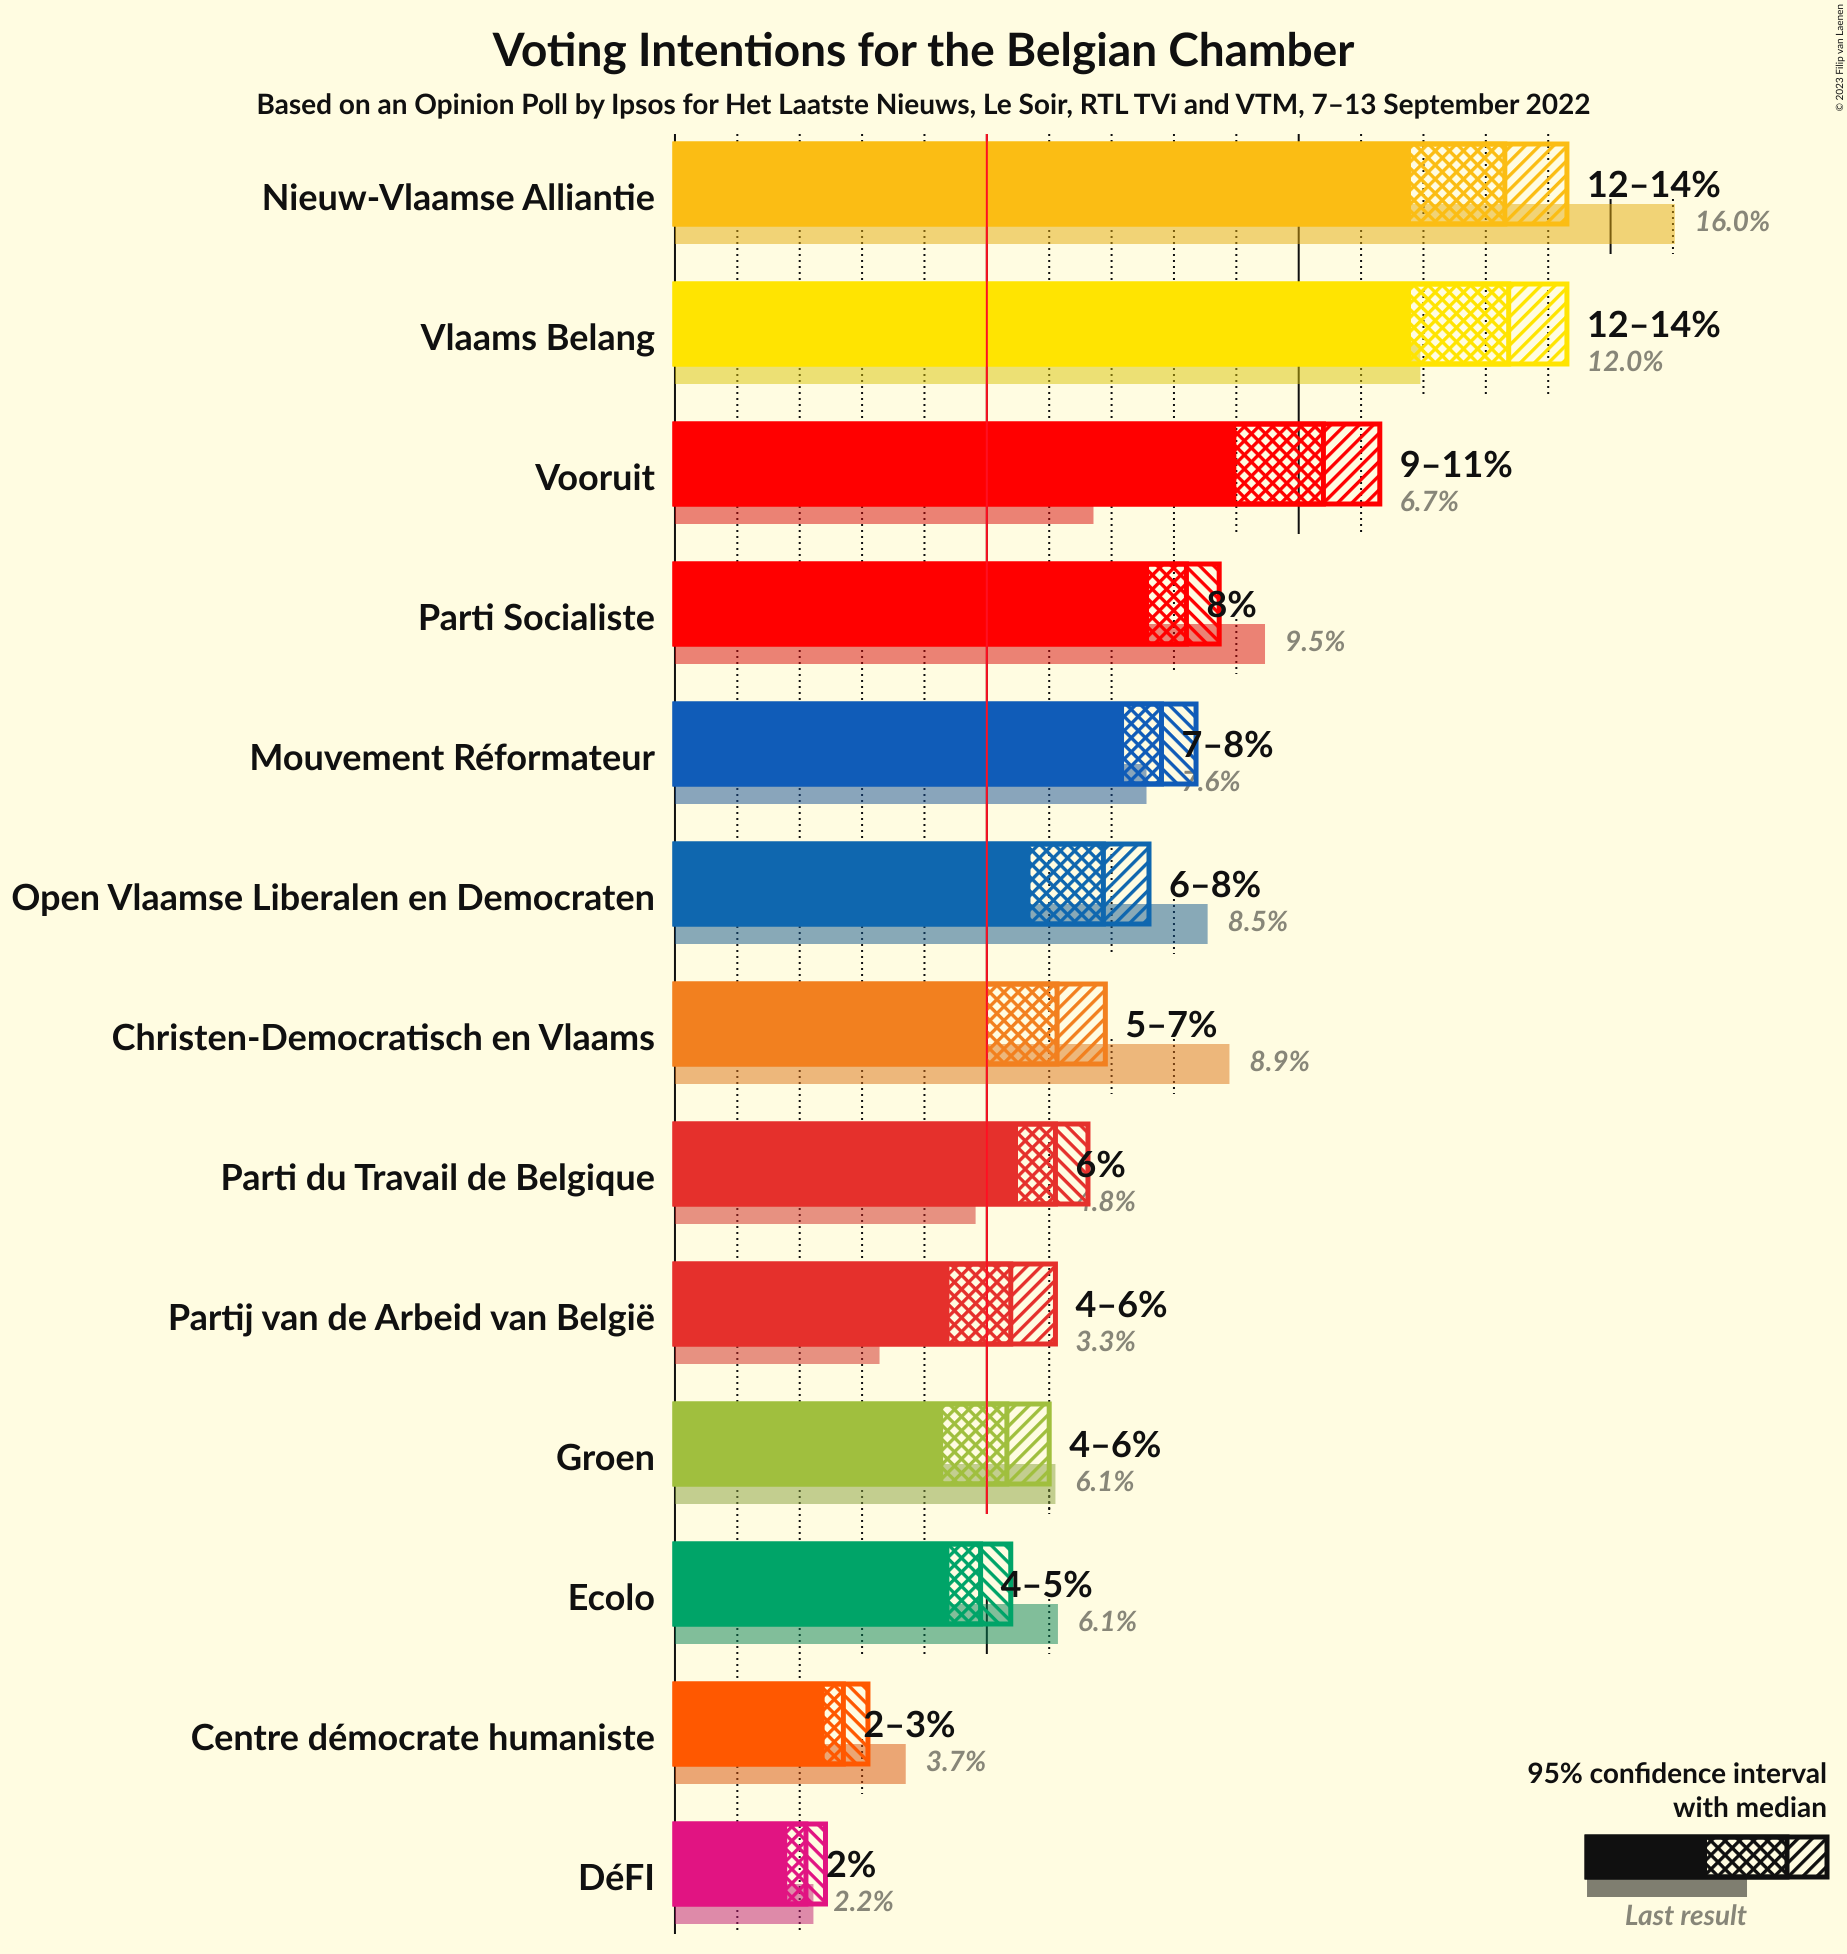 © 2023 Filip van Laenen
Voting Intentions for the Belgian Chamber
Based on an Opinion Poll by Ipsos for Het Laatste Nieuws, Le Soir, RTL TVi and VTM, 7–13 September 2022
Nieuw-Vlaamse Alliantie
12–14%
16.0%
Vlaams Belang
12–14%
12.0%
Vooruit
9–11%
6.7%
Parti Socialiste
8%
9.5%
Mouvement Réformateur
7–8%
7.6%
Open Vlaamse Liberalen en Democraten
6–8%
8.5%
Christen-Democratisch en Vlaams
5–7%
8.9%
Parti du Travail de Belgique
6%
4.8%
Partij van de Arbeid van België
4–6%
3.3%
Groen
4–6%
6.1%
Ecolo
4–5%
6.1%
Centre démocrate humaniste
2–3%
3.7%
DéFI
2%
2.2%
95% confidence interval
with median
Last result